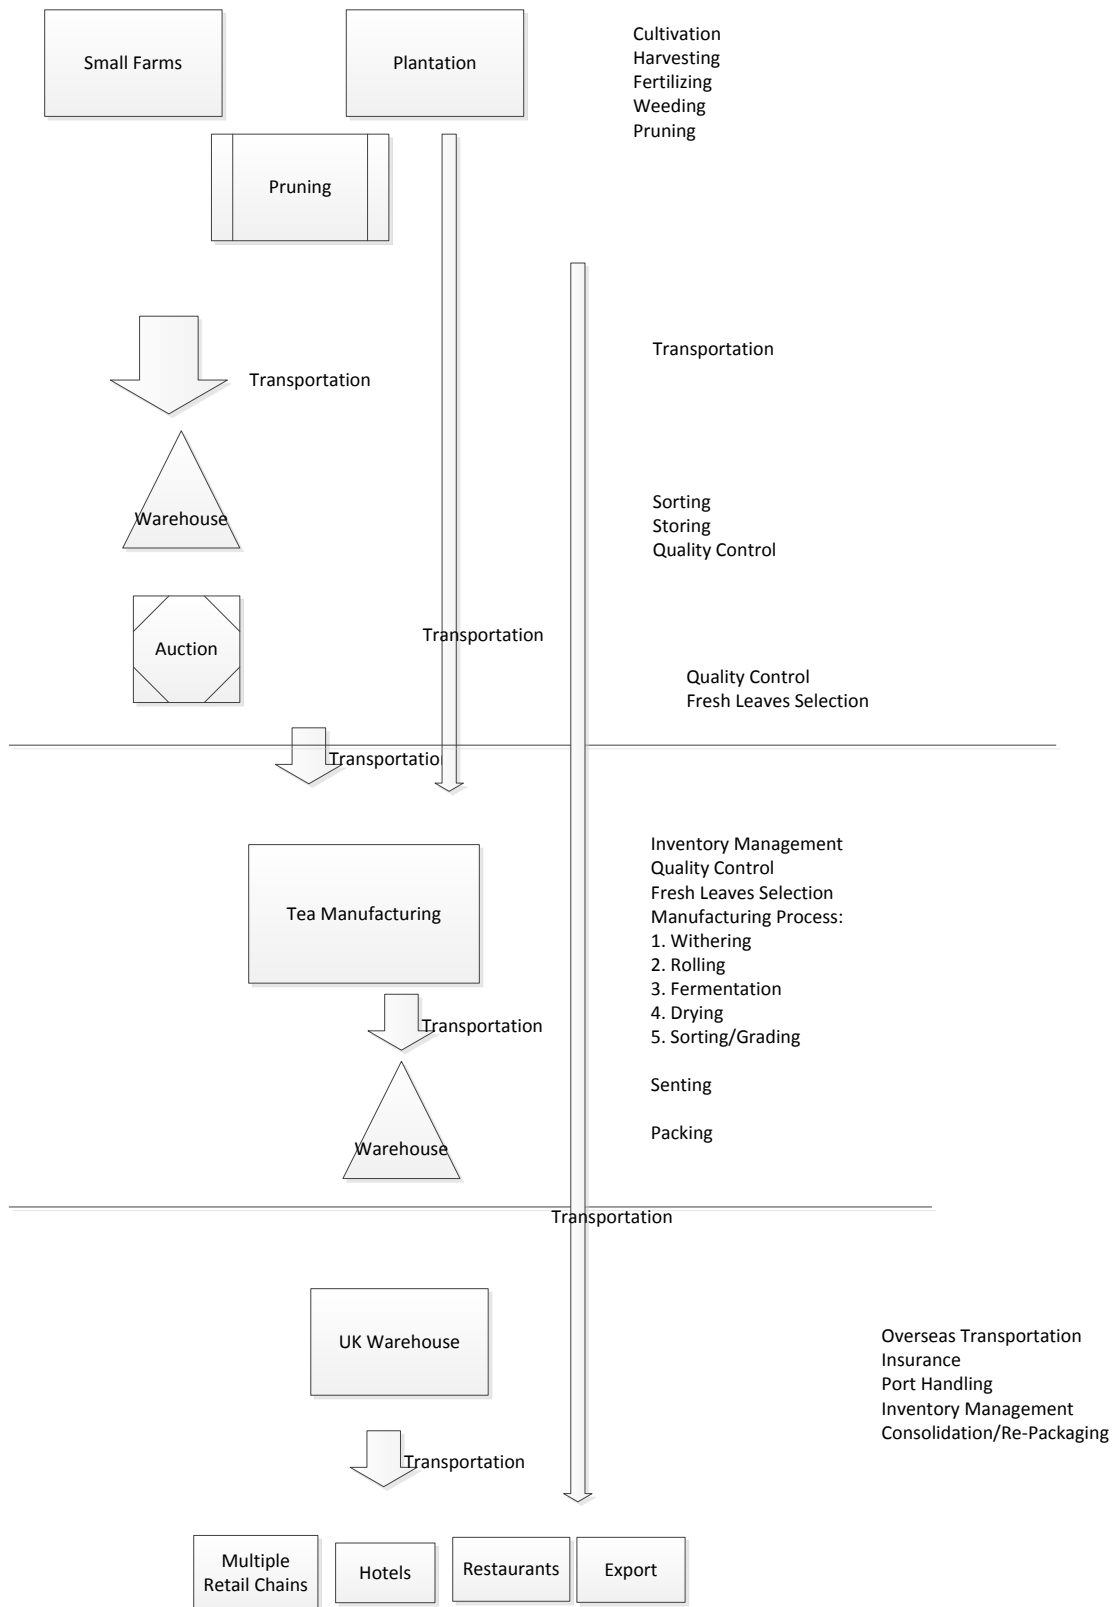 Small Farms
Plantation
Cultivation
Harvesting
Fertilizing
Weeding
Pruning
Pruning
Transportation
Transportation
Warehouse
Sorting
Storing
Quality Control
Auction
Transportation
Quality Control
Fresh Leaves Selection
Transportation
Tea Manufacturing
Inventory Management
Quality Control
Fresh Leaves Selection
Manufacturing Process:
1. Withering
2. Rolling
3. Fermentation
4. Drying
5. Sorting/Grading
Transportation
Senting
Packing
Warehouse
Transportation
UK Warehouse
Overseas Transportation
Insurance
Port Handling
Inventory Management
Consolidation/Re-Packaging
Transportation
Multiple
Retail Chains
Hotels
Restaurants
Export